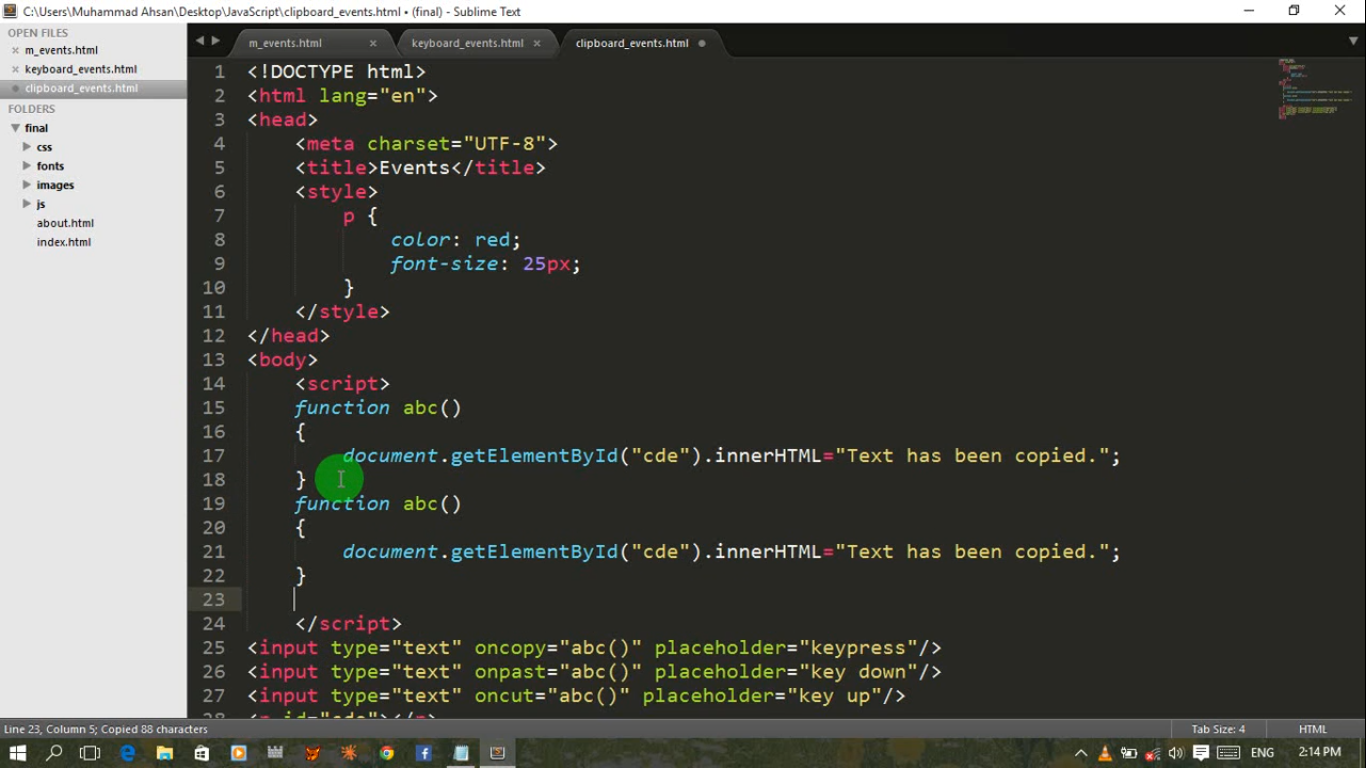 C:\Users\Muhammad Ahsan\Desktop\JavaScript\clipboard_events.html • (final) - Sublime Text
OPEN FILES
m_events.html
keyboard_events.html
clipboard_events.html
FOLDERS
final
css
fonts
images
js
about.html
index.html
m_events.html
keyboard_events.html
clipboard_events.html
1 <!DOCTYPE html>
2 <html lang="en">
3 <head>
4 <meta charset="UTF-8">
5 <title>Events</title>
6 <style>
7 p {
8 color: red;
9 font-size: 25px;
10 }
11 </style>
12 </head>
13 <body>
14 <script>
15 function abc()
16 {
17 document.getElementById("cde").innerHTML="Text has been copied.";
18 }
19 function abc()
20 {
21 document.getElementById("cde").innerHTML="Text has been copied.";
22 }
23
24 </script>
25 <input type="text" oncopy="abc()" placeholder="keypress"/>
26 <input type="text" onpast="abc()" placeholder="key down"/>
27 <input type="text" oncut="abc()" placeholder="key up"/>
28 <p id="cde"></p>
Line 23, Column 5; Copied 88 characters
Tab Size: 4
HTML
ENG
2:14 PM